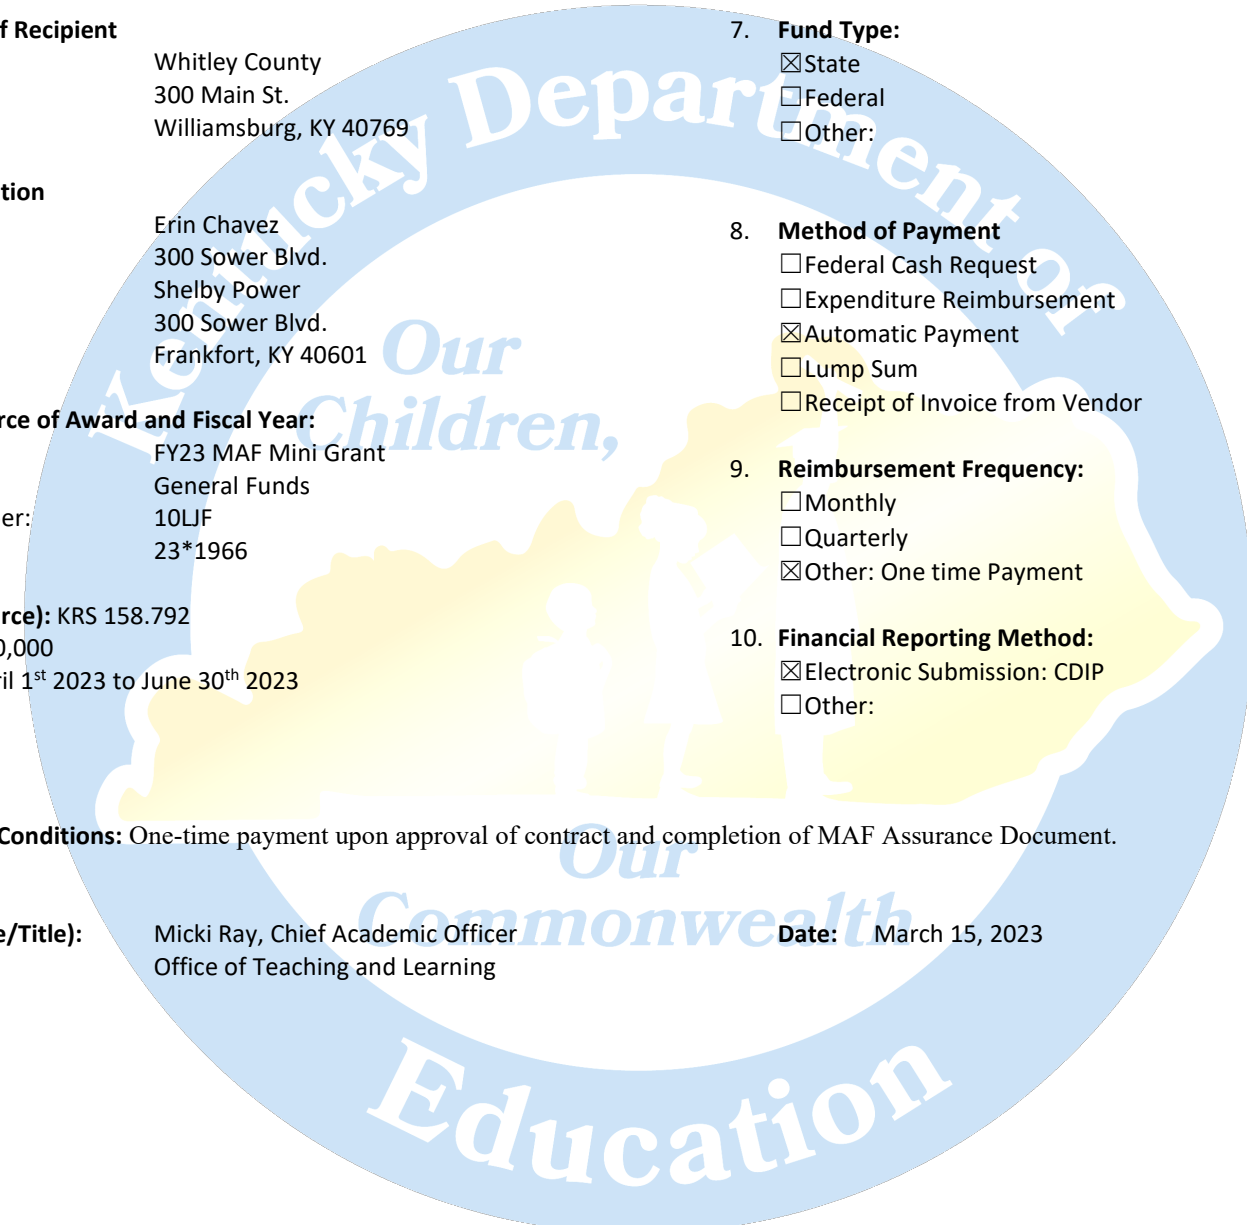 f Recipient
Whitley County
300 Main St.
Williamsburg, KY 40769
tion
Erin Chavez
300 Sower Blvd.
Shelby Power
300 Sower Blvd.
Frankfort, KY 40601
rce of Award and Fiscal Year:
FY23 MAF Mini Grant
General Funds
er: 10LJF
23*1966
rce): KRS 158.792
0,000
ril 1st 2023 to June 30th 2023
7. Fund Type:
☒State
☐Federal
☐Other:
8. Method of Payment
☐Federal Cash Request
☐Expenditure Reimbursement
☒Automatic Payment
☐Lump Sum
☐Receipt of Invoice from Vendor
9. Reimbursement Frequency:
☐Monthly
☐Quarterly
☒Other: One time Payment
10. Financial Reporting Method:
☒Electronic Submission: CDIP
☐Other:
Conditions: One-time payment upon approval of contract and completion of MAF Assurance Document.
e/Title): Micki Ray, Chief Academic Officer Date: March 15, 2023
Office of Teaching and Learning
Kentucky Department of
Education
Our
Children,
Our
Commonwealth